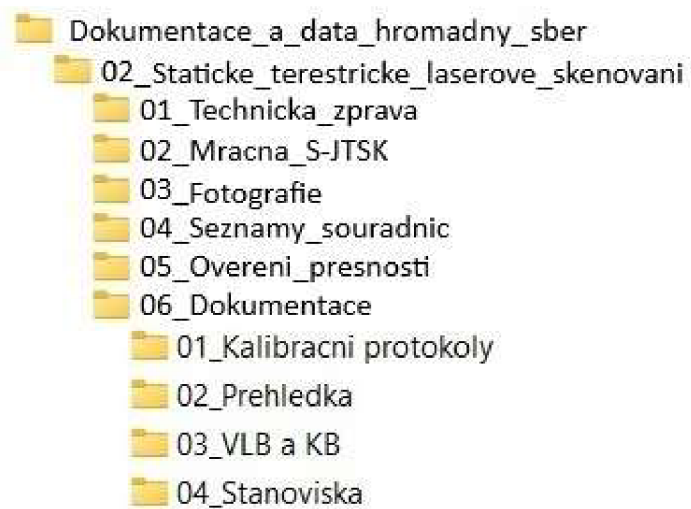 Dokumentace_a_data_hromadny_sber
02_Staticke_terestricke_laserove_skenovani
01_Technicka_zprava
02_Mracna_S-JTSK
03_Fotografie
04_Seznamy_souradnic
05_Overeni_presnosti
06_Dokumentace
01_Kalibracni protokoly
02_Prehledka
03_VLB a KB
04_Stanoviska